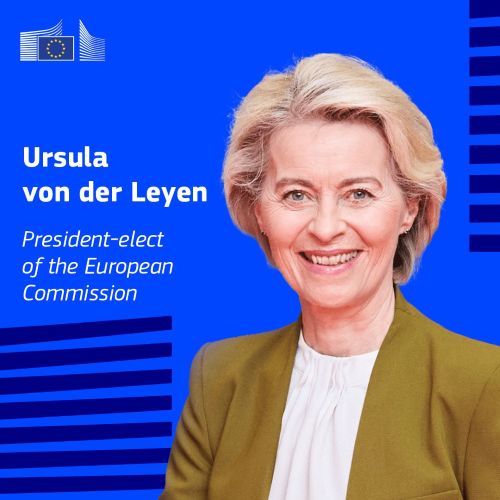 Ursula
von der Leyen
President-elect
of the European
Commission